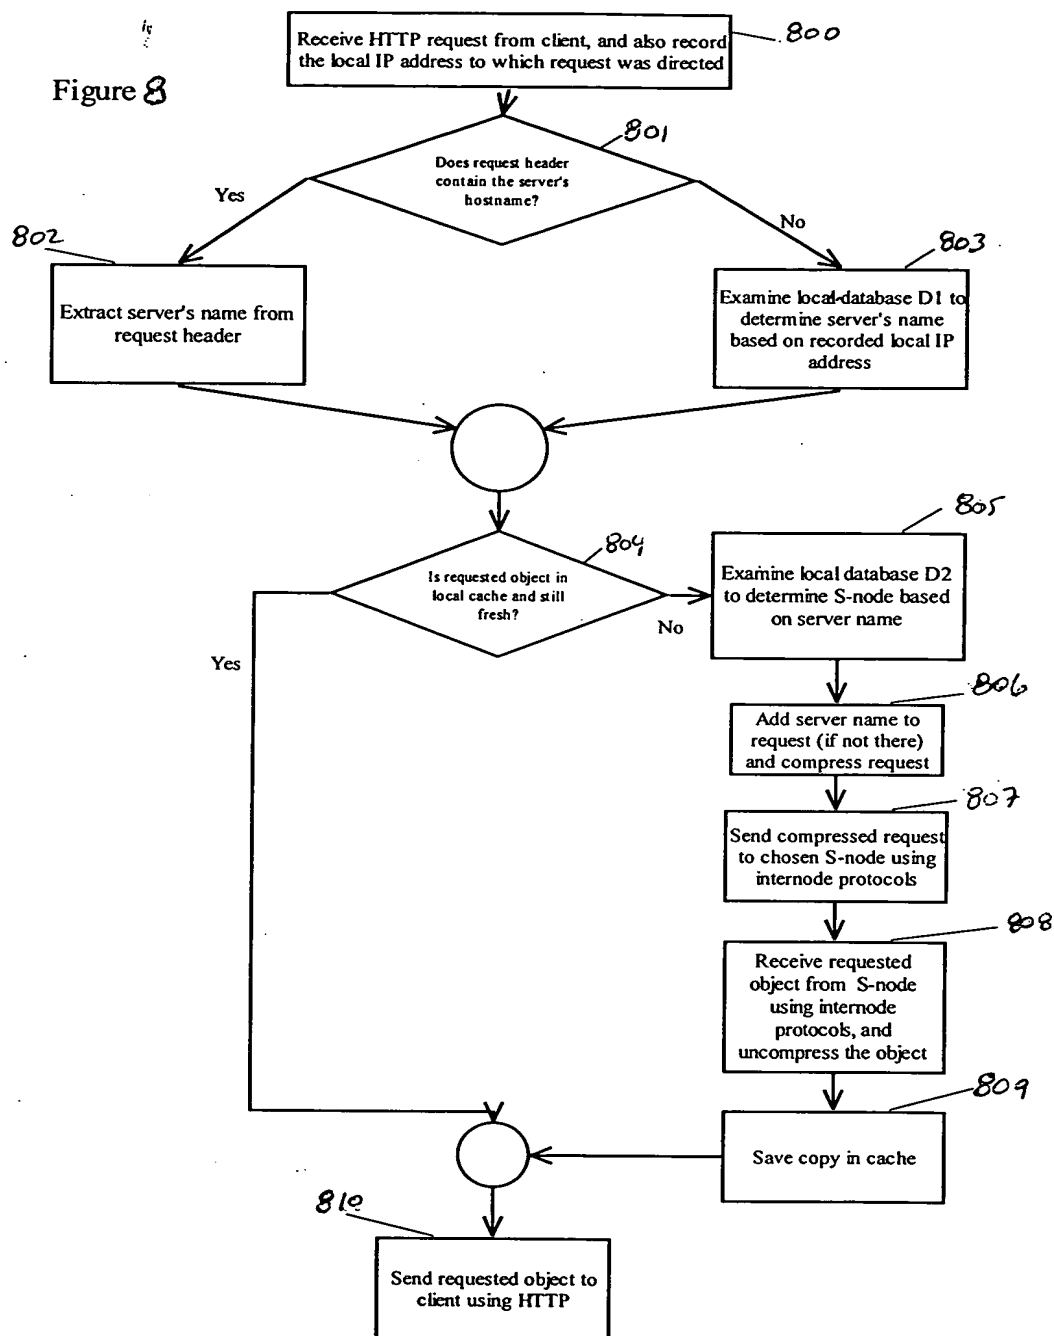 800
Receive HTTP request from client, and also record
the local IP address to which request was directed
Figure 8
801
Does request header
contain the server's
hostname?
Yes
No
802
803
Extract server's name from
request header
Examine local-database D1 to
determine server's name
based on recorded local IP
address
804
805
Is requested object in
local cache and still
fresh?
Examine local database D2
to determine S-node based
on server name
No
Yes
806
Add server name to
request (if not there)
and compress request
807
Send compressed request
to chosen S-node using
internode protocols
808
Receive requested
object from S-node
using internode
protocols, and
uncompress the object
809
Save copy in cache
810
Send requested object to
client using HTTP